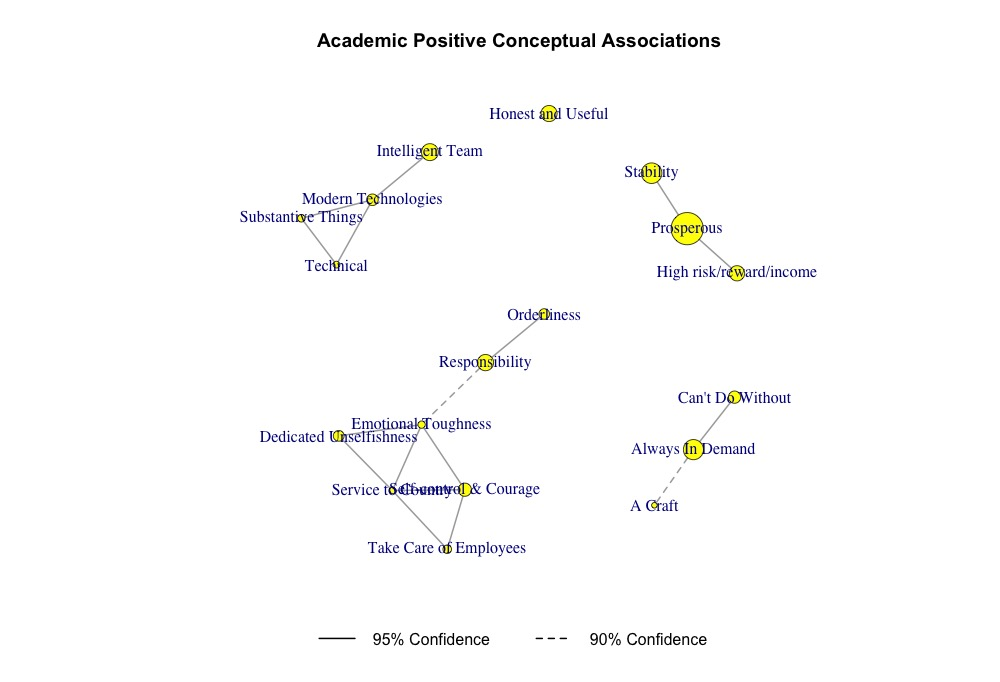 Academic Positive Conceptual Associations
Honest and Useful
Intelligent Team
Stability
Modern Technologies
Substantive Things
Prosperous
Technical
High risk/reward/income
Orderliness
Responsibility
Can't Do Without
Emotional Toughness
Dedicated Unselfishness
Always In Demand
Service to Country
Self-control & Courage
A Craft
Take Care of Employees
95% Confidence
90% Confidence